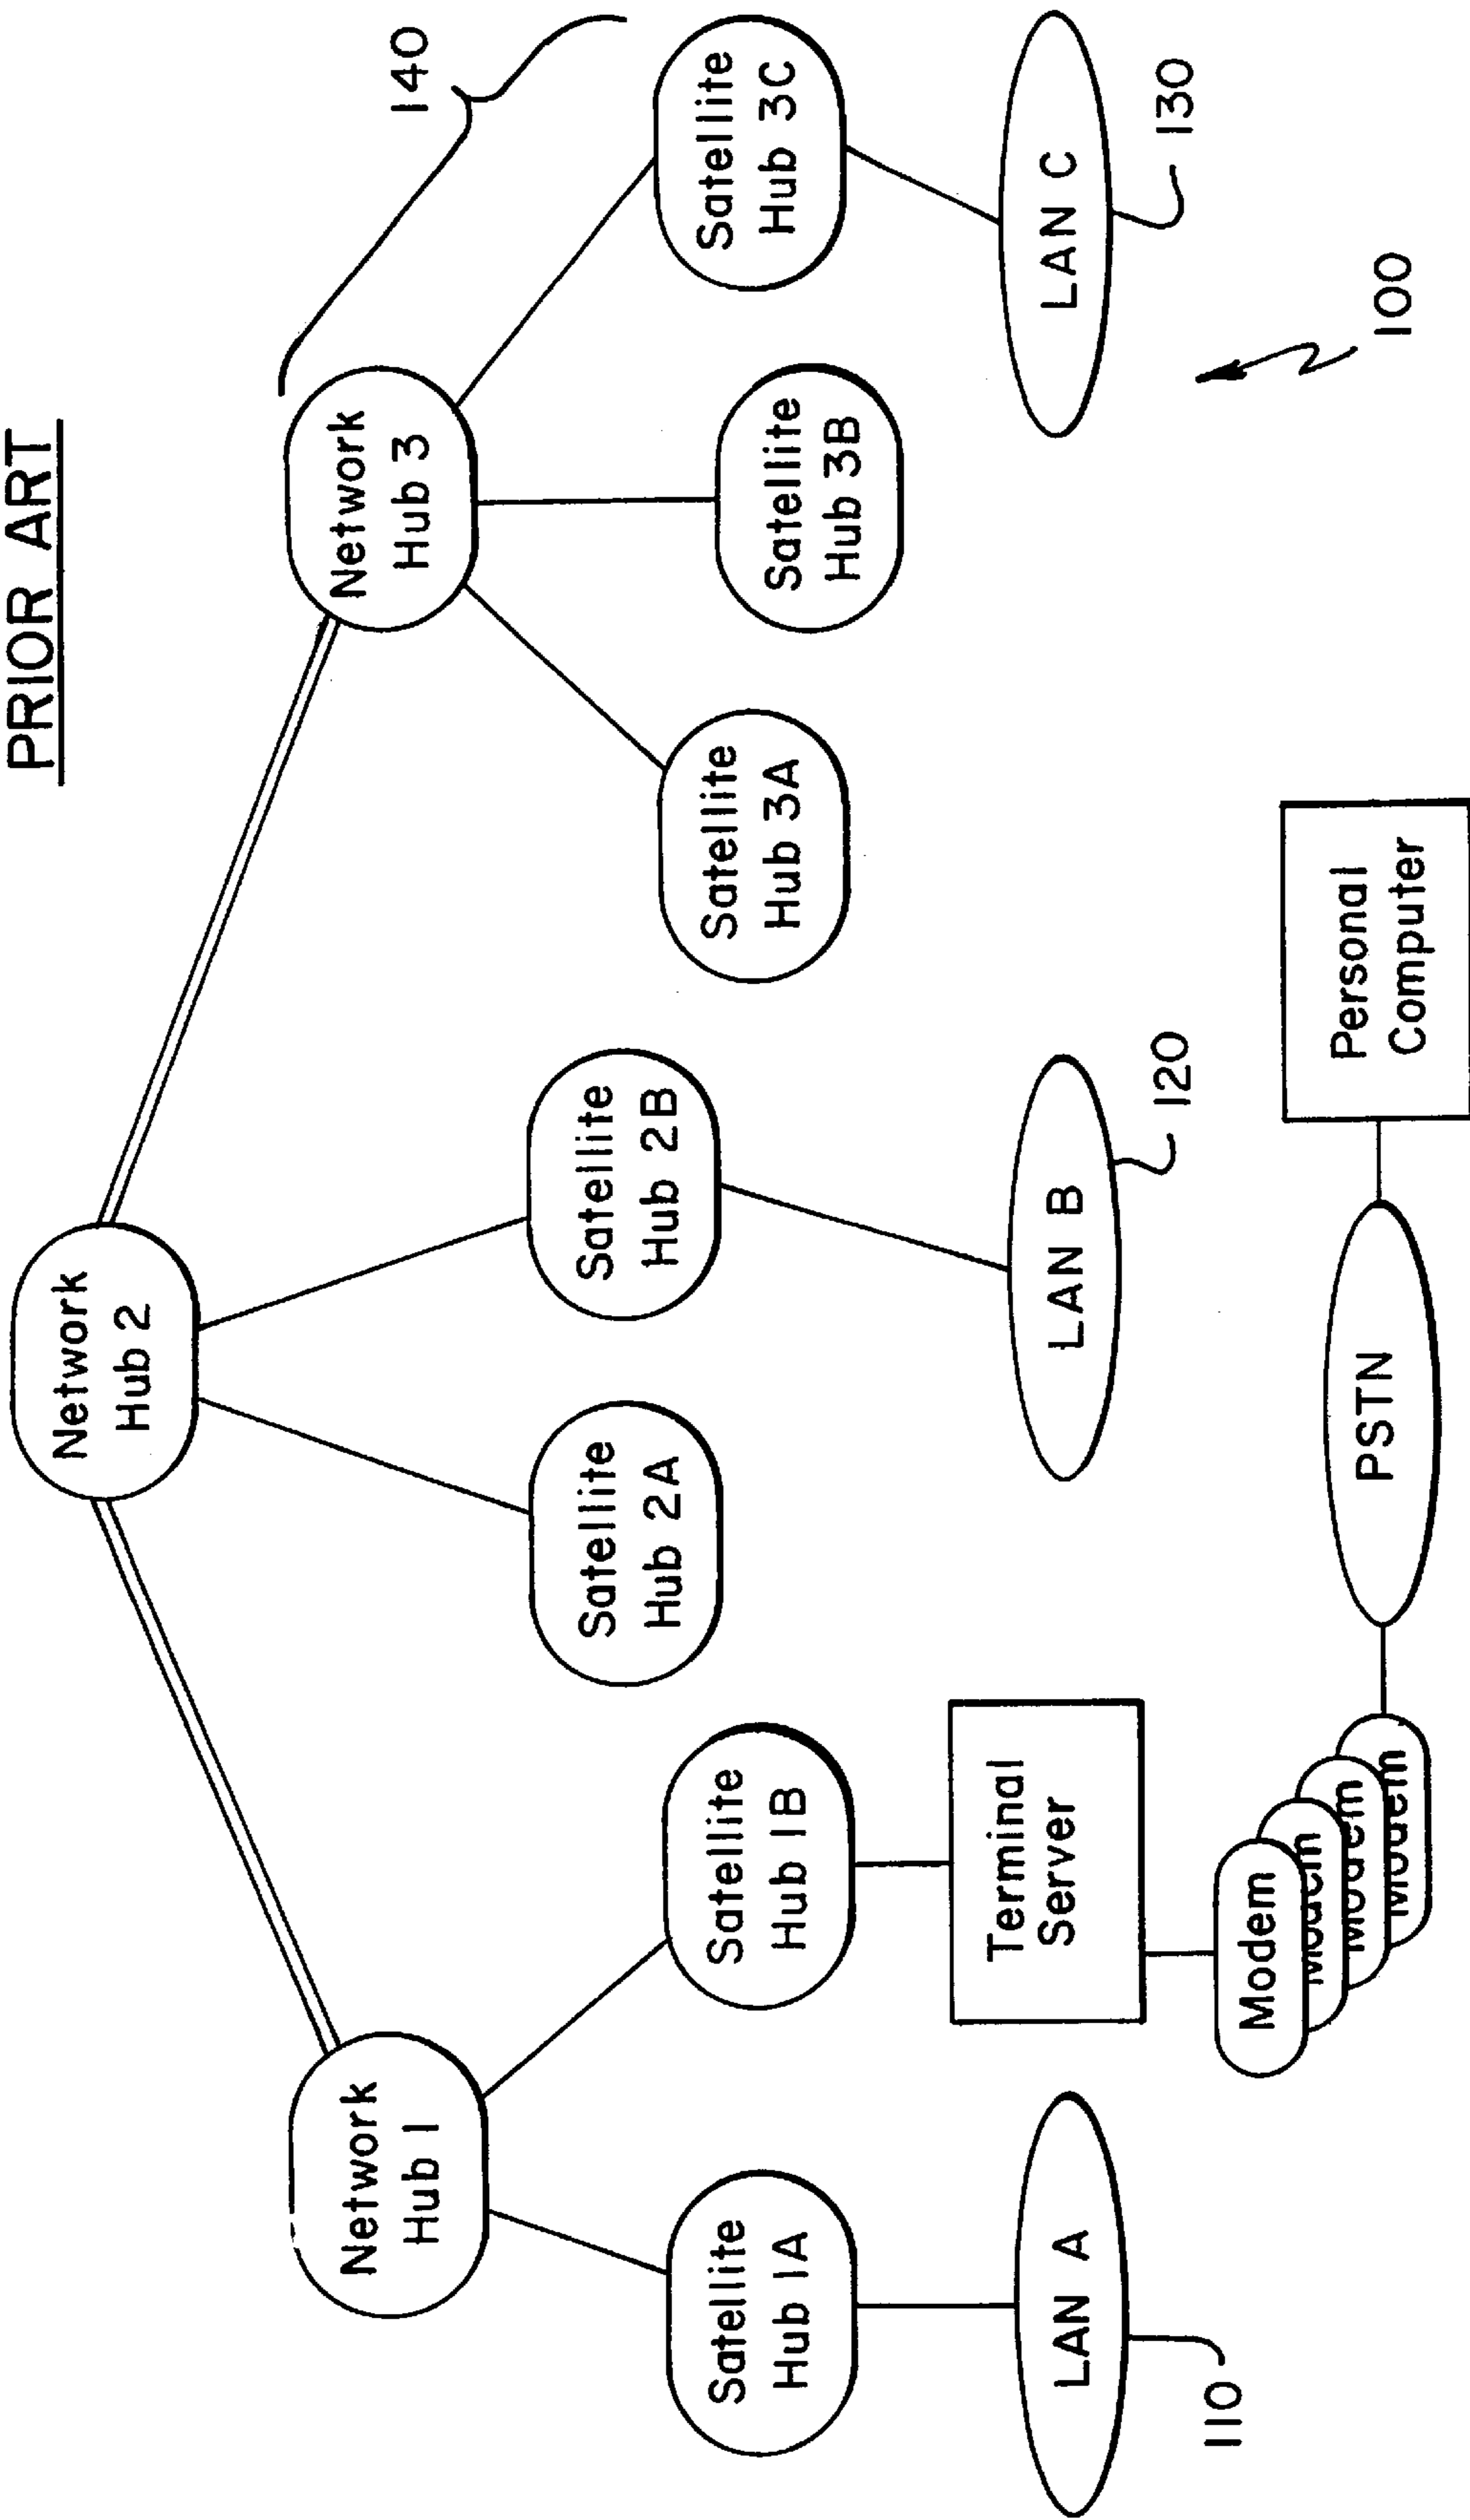 PRIOR ART
140
Network
Hub 2
Network
Hub 1
Network
Hub 3
Satellite
Hub 2A
Satellite
Hub 2B
Satellite
Hub 1A
Satellite
Hub 1B
Satellite
Hub 3A
Satellite
Hub 3B
Satellite
Hub 3C
Terminal
Server
LAN A
LAN B
LAN C
110
120
130
100
Modem
Modem
Modem
Modem
PSTN
Personal
Computer